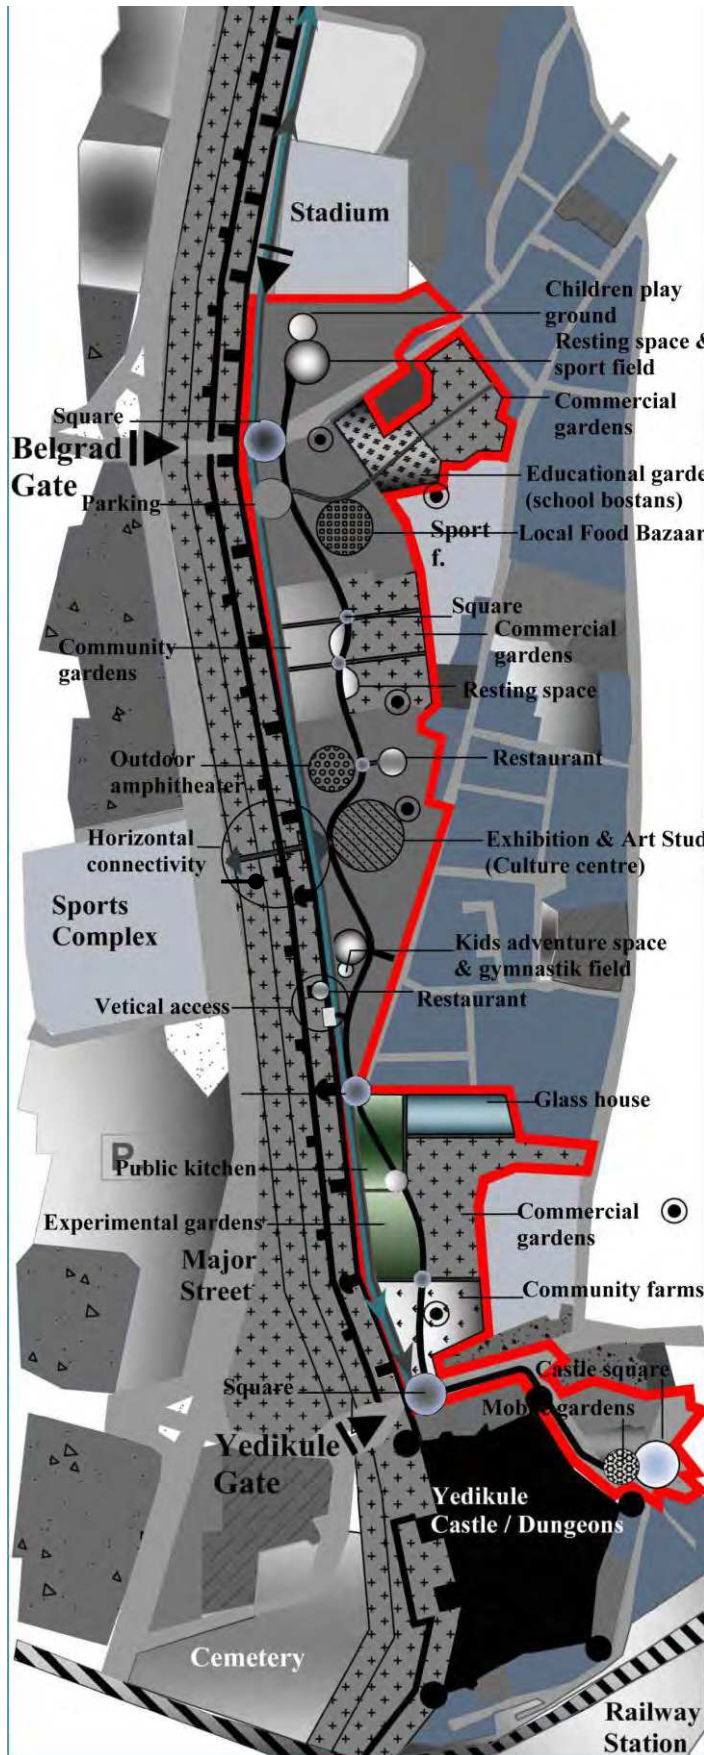 Stadium
Children play
ground
Resting space &
sport field
Square
Commercial
gardens
Belgrad
Gate
Educational garde
(school bostans)
Parking
Sport
f.
Local Food Bazaar
Square
Community
gardens
Commercial
gardens
Resting space
Outdoor
amphitheater
Restaurant
Horizontal
connectivity
Exhibition & Art Stud
(Culture centre)
Sports
Complex
Kids adventure space
& gymnastik field
Vetical access
Restaurant
Glass house
P
Public kitchen
Experimental gardens
Commercial
gardens
Major
Street
Community farms
Square
Castle square
Mobile gardens
Yedikule
Gate
Yedikule
Castle / Dungeons
Cemetery
Railway
Station